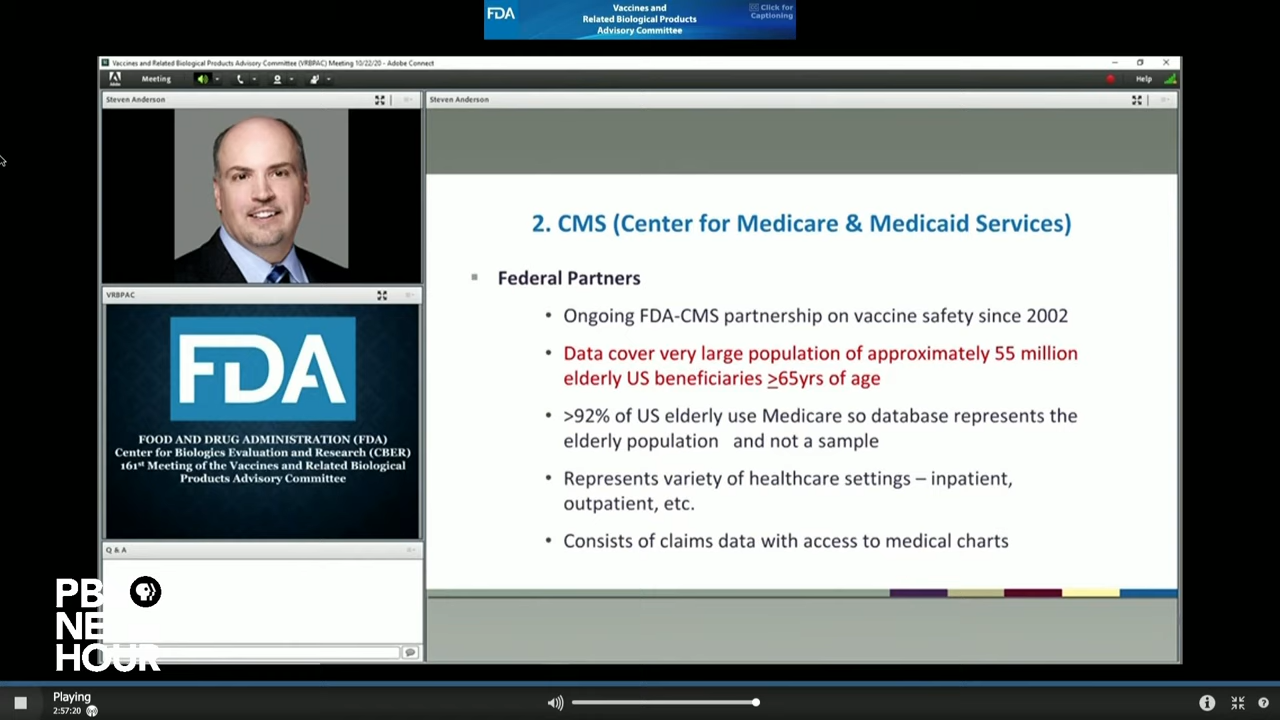 FDA
Vaccines and
Related Biological Products
Advisory Committee
CC Click for
Captioning
Vaccines and Related Biological Products Advisory Committee (VRBPAC) Meeting 10/22/20 - Adobe Connect
Meeting
Help
Steven Anderson
Steven Anderson
VRBPAC
FDA
FOOD AND DRUG ADMINISTRATION (FDA)
Center for Biologics Evaluation and Research (CBER)
161st Meeting of the Vaccines and Related Biological
Products Advisory Committee
Q & A
2. CMS (Center for Medicare & Medicaid Services)
Federal Partners
• Ongoing FDA-CMS partnership on vaccine safety since 2002
• Data cover very large population of approximately 55 million
elderly US beneficiaries >65yrs of age
• >92% of US elderly use Medicare so database represents the
elderly population and not a sample
• Represents variety of healthcare settings – inpatient,
outpatient, etc.
• Consists of claims data with access to medical charts
PB
NE
HOUR
Playing
2:57:20